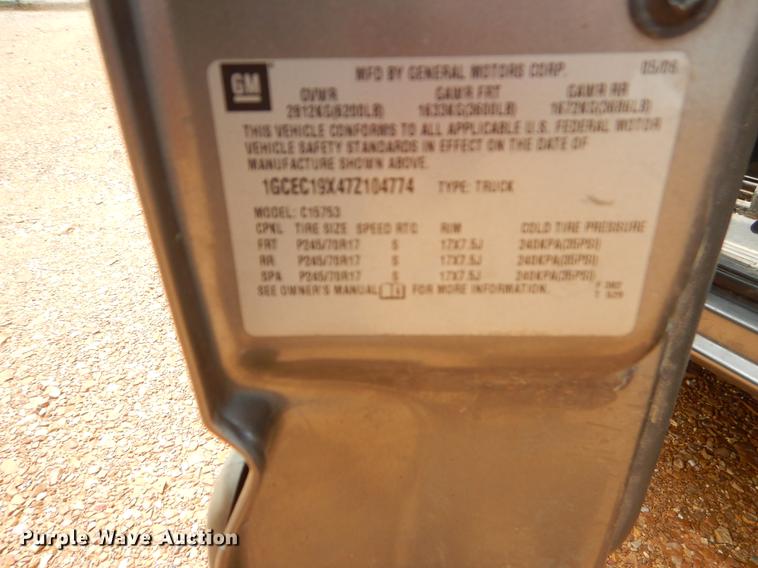 GM
MFD BY GENERAL MOTORS CORP. 05/06
GVWR GAWR FRT GAWR RR
2812KG(6200LB) 1633KG(3600LB) 1672KG(3686LB)
THIS VEHICLE CONFORMS TO ALL APPLICABLE U.S. FEDERAL MOTOR
VEHICLE SAFETY STANDARDS IN EFFECT ON THE DATE OF
MANUFACTURE SHOWN ABOVE.
1GCEC19X47Z104774 TYPE: TRUCK
MODEL: C15753
CPKL TIRE SIZE SPEED RTG RIM COLD TIRE PRESSURE
FRT P245/70R17 S 17X7.5J 240KPA(35PSI)
RR P245/70R17 S 17X7.5J 240KPA(35PSI)
SPA P245/70R17 S 17X7.5J 240KPA(35PSI)
SEE OWNER'S MANUAL FOR MORE INFORMATION.
Purple Wave Auction